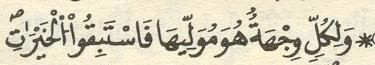 * وَلِكُلٍّ وِجْهَةٌ هُوَ مُوَلِّيهَا فَاسْتَبِقُوا۟ الْخَيْرَٰتِ ۚ